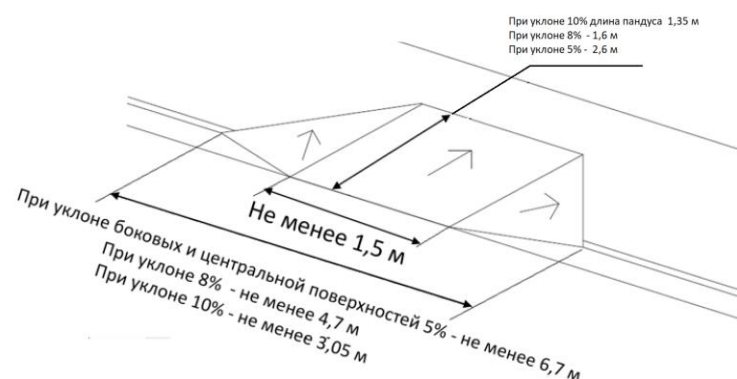 При уклоне 10% длина пандуса 1,35 м
При уклоне 8% - 1,6 м
При уклоне 5% - 2,6 м
Не менее 1,5 м
При уклоне боковых и центральной поверхностей 5% - не менее 6,7 м
При уклоне 8% - не менее 4,7 м
При уклоне 10% - не менее 3,05 м